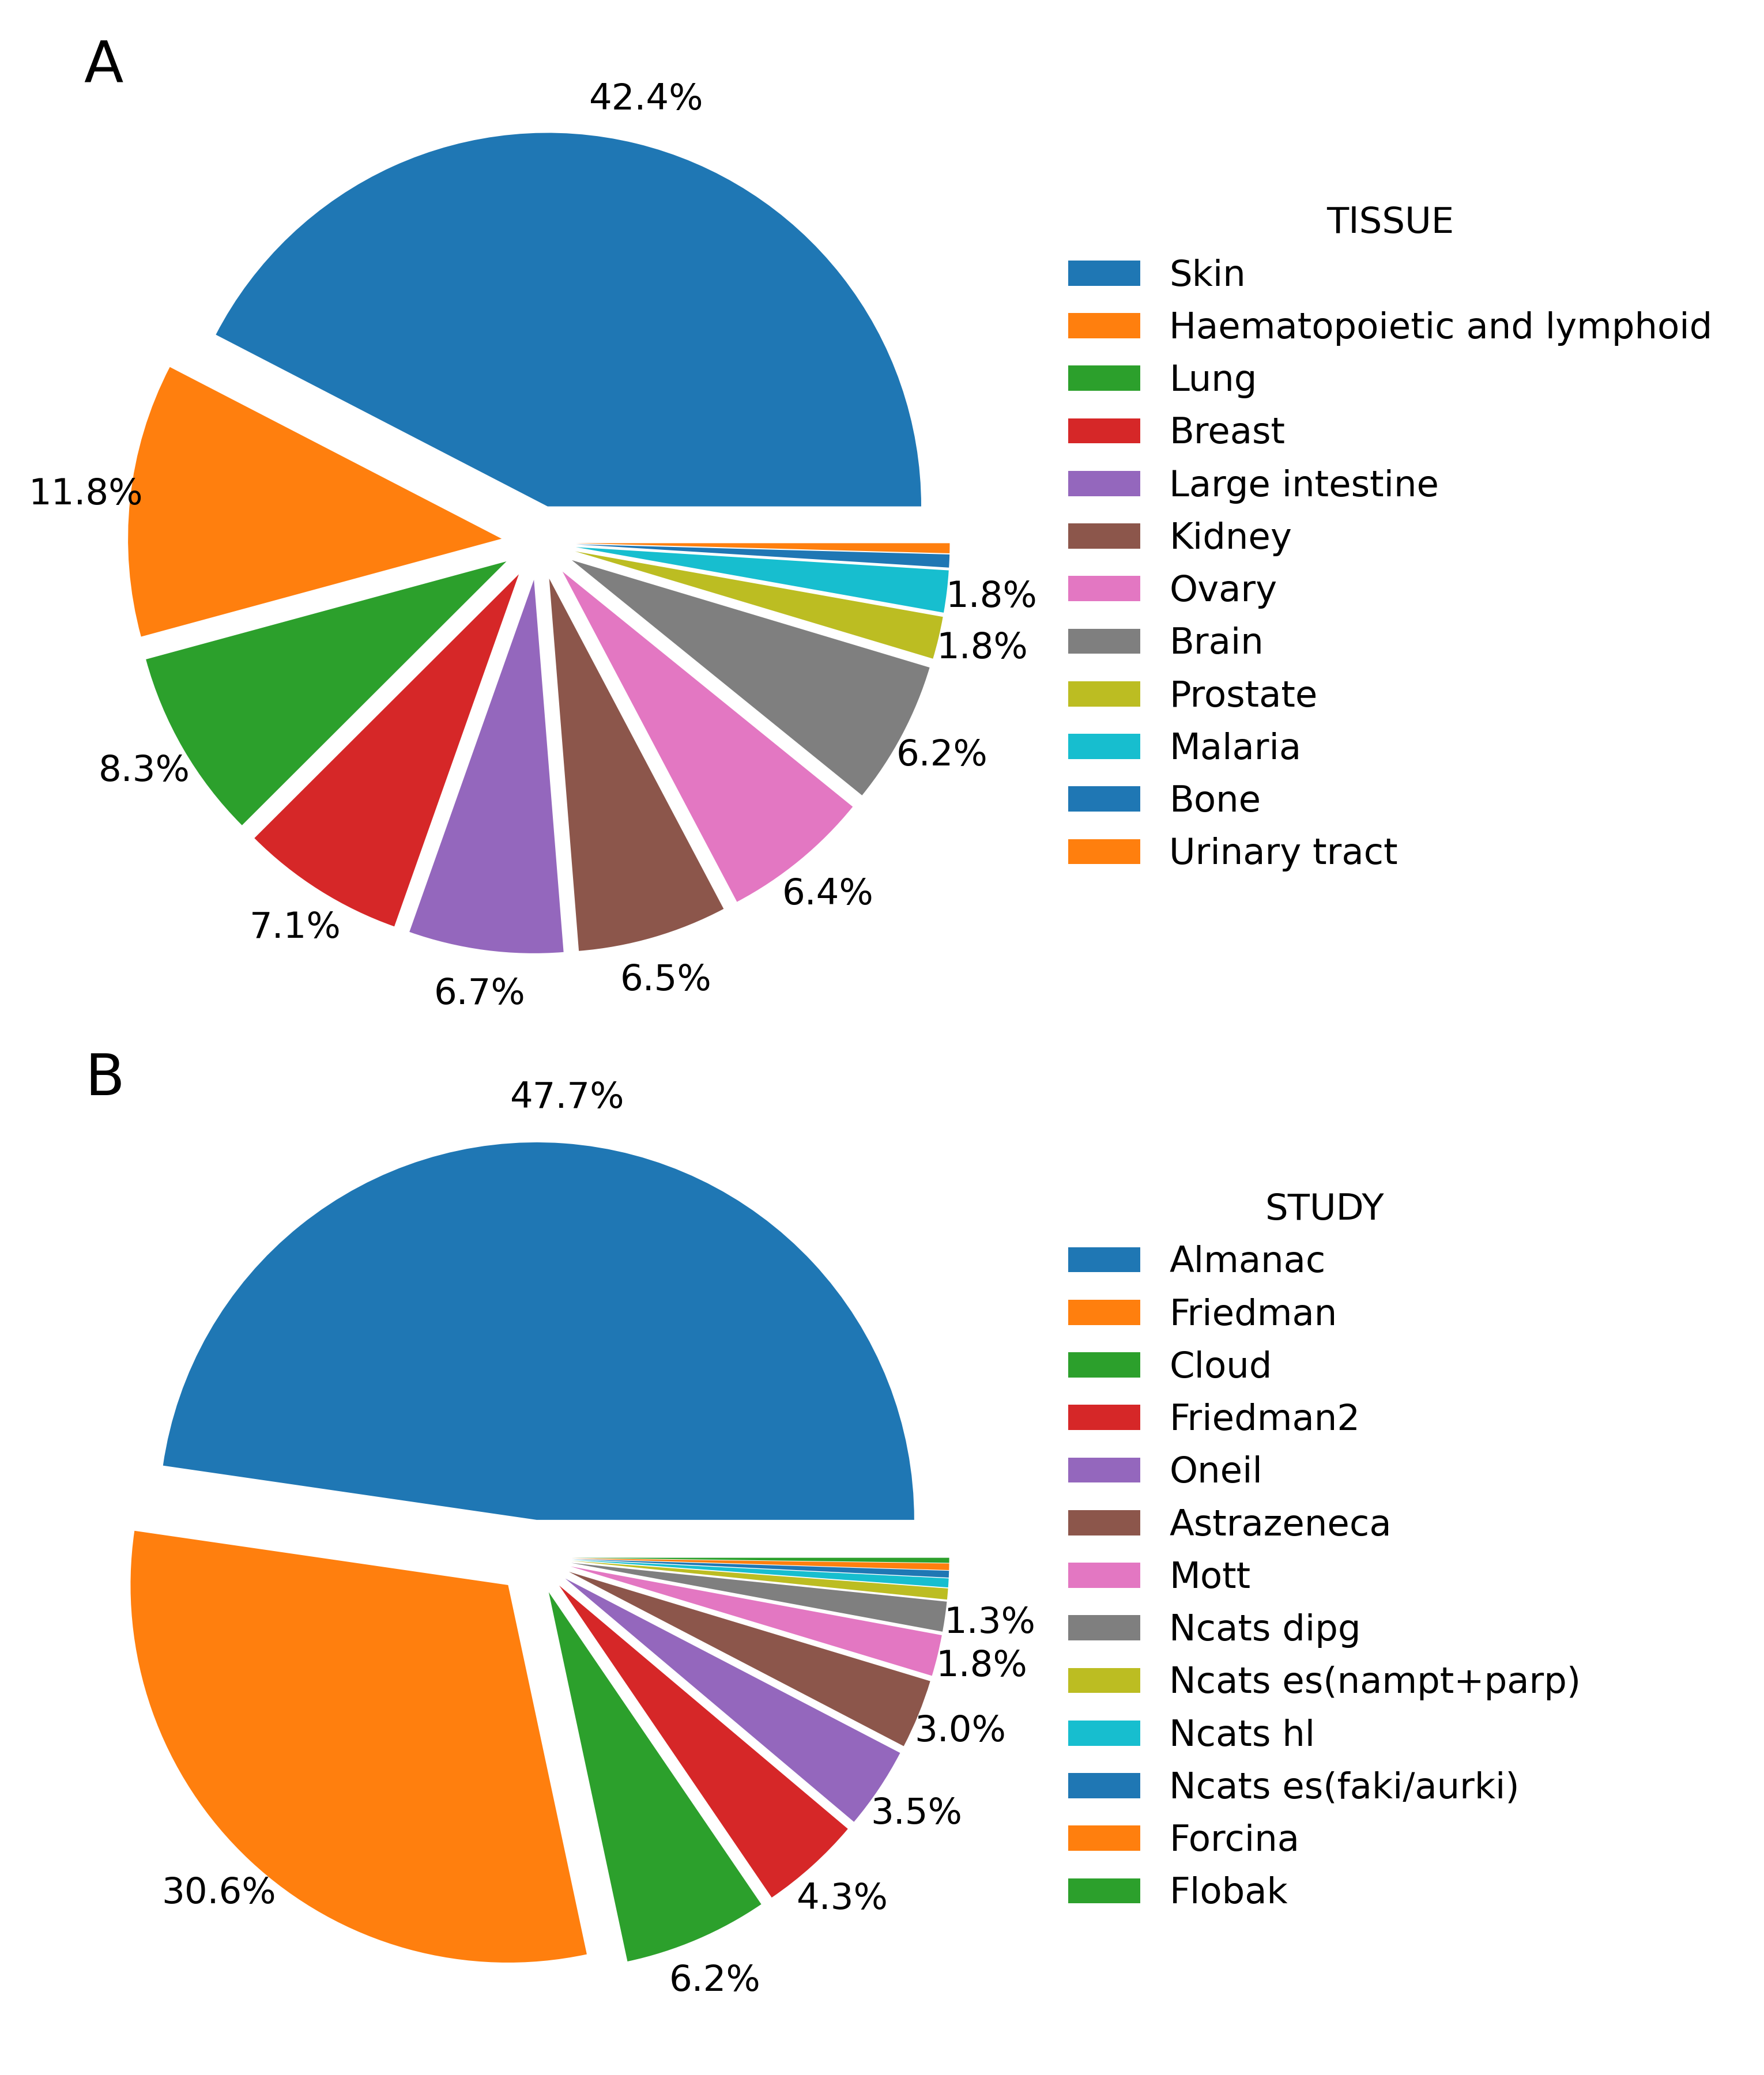 A
42.4%
11.8%
8.3%
7.1%
6.7%
6.5%
6.4%
6.2%
1.8%
1.8%
TISSUE
Skin
Haematopoietic and lymphoid
Lung
Breast
Large intestine
Kidney
Ovary
Brain
Prostate
Malaria
Bone
Urinary tract
B
47.7%
30.6%
6.2%
4.3%
3.5%
3.0%
1.8%
1.3%
STUDY
Almanac
Friedman
Cloud
Friedman2
Oneil
Astrazeneca
Mott
Ncats dipg
Ncats es(nampt+parp)
Ncats hl
Ncats es(faki/aurki)
Forcina
Flobak